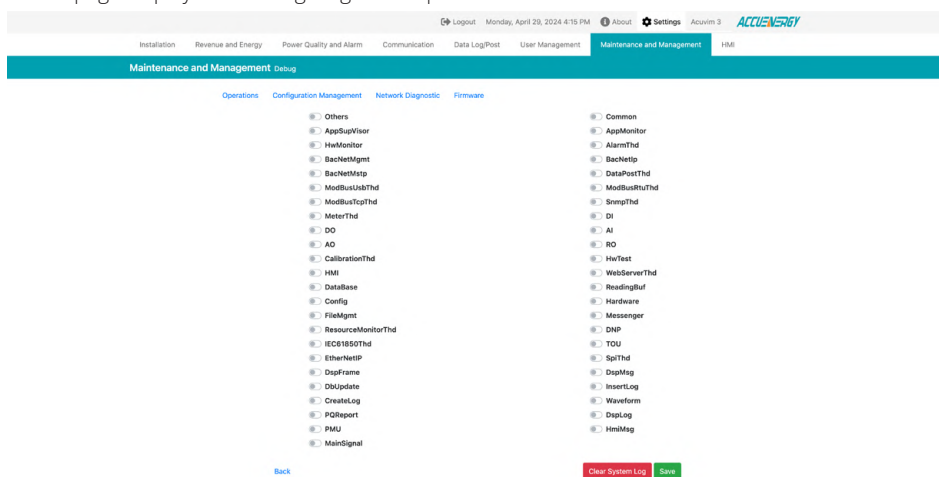 Logout Monday, April 29, 2024 4:15 PM About Settings Acuvim 3 ACCUENERGY
Installation Revenue and Energy Power Quality and Alarm Communication Data Log/Post User Management Maintenance and Management HMI
Maintenance and Management Debug
Operations Configuration Management Network Diagnostic Firmware
Others Common
AppSupVisor AppMonitor
HwMonitor AlarmThd
BacNetMgmt BacNetIp
BacNetMstp DataPostThd
ModBusUsbThd ModBusRtuThd
ModBusTcpThd SnmpThd
MeterThd DI
DO AI
AO RO
CalibrationThd HwTest
HMI WebServerThd
DataBase ReadingBuf
Config Hardware
FileMgmt Messenger
ResourceMonitorThd DNP
IEC61850Thd TOU
EtherNetIP SpiThd
DspFrame DspMsg
DbUpdate InsertLog
CreateLog Waveform
PQReport DspLog
PMU HmiMsg
MainSignal
Back Clear System Log Save